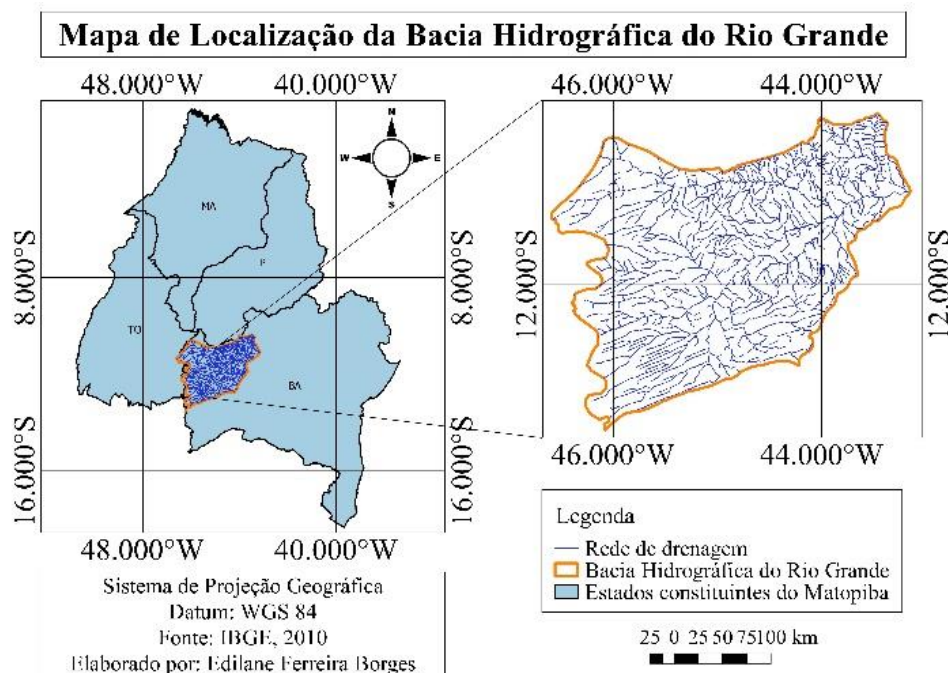 Mapa de Localização da Bacia Hidrográfica do Rio Grande
48.000°W 40.000°W
46.000°W 44.000°W
N
W E
S
MA
P
TO
BA
8.000°S 8.000°S
16.000°S 16.000°S
12.000°S 12.000°S
48.000°W 40.000°W
46.000°W 44.000°W
Sistema de Projeção Geográfica
Datum: WGS 84
Fonte: IBGE, 2010
Elaborado por: Edilane Ferreira Borges
Legenda
Rede de drenagem
Bacia Hidrográfica do Rio Grande
Estados constituintes do Matopiba
25 0 25 50 75 100 km